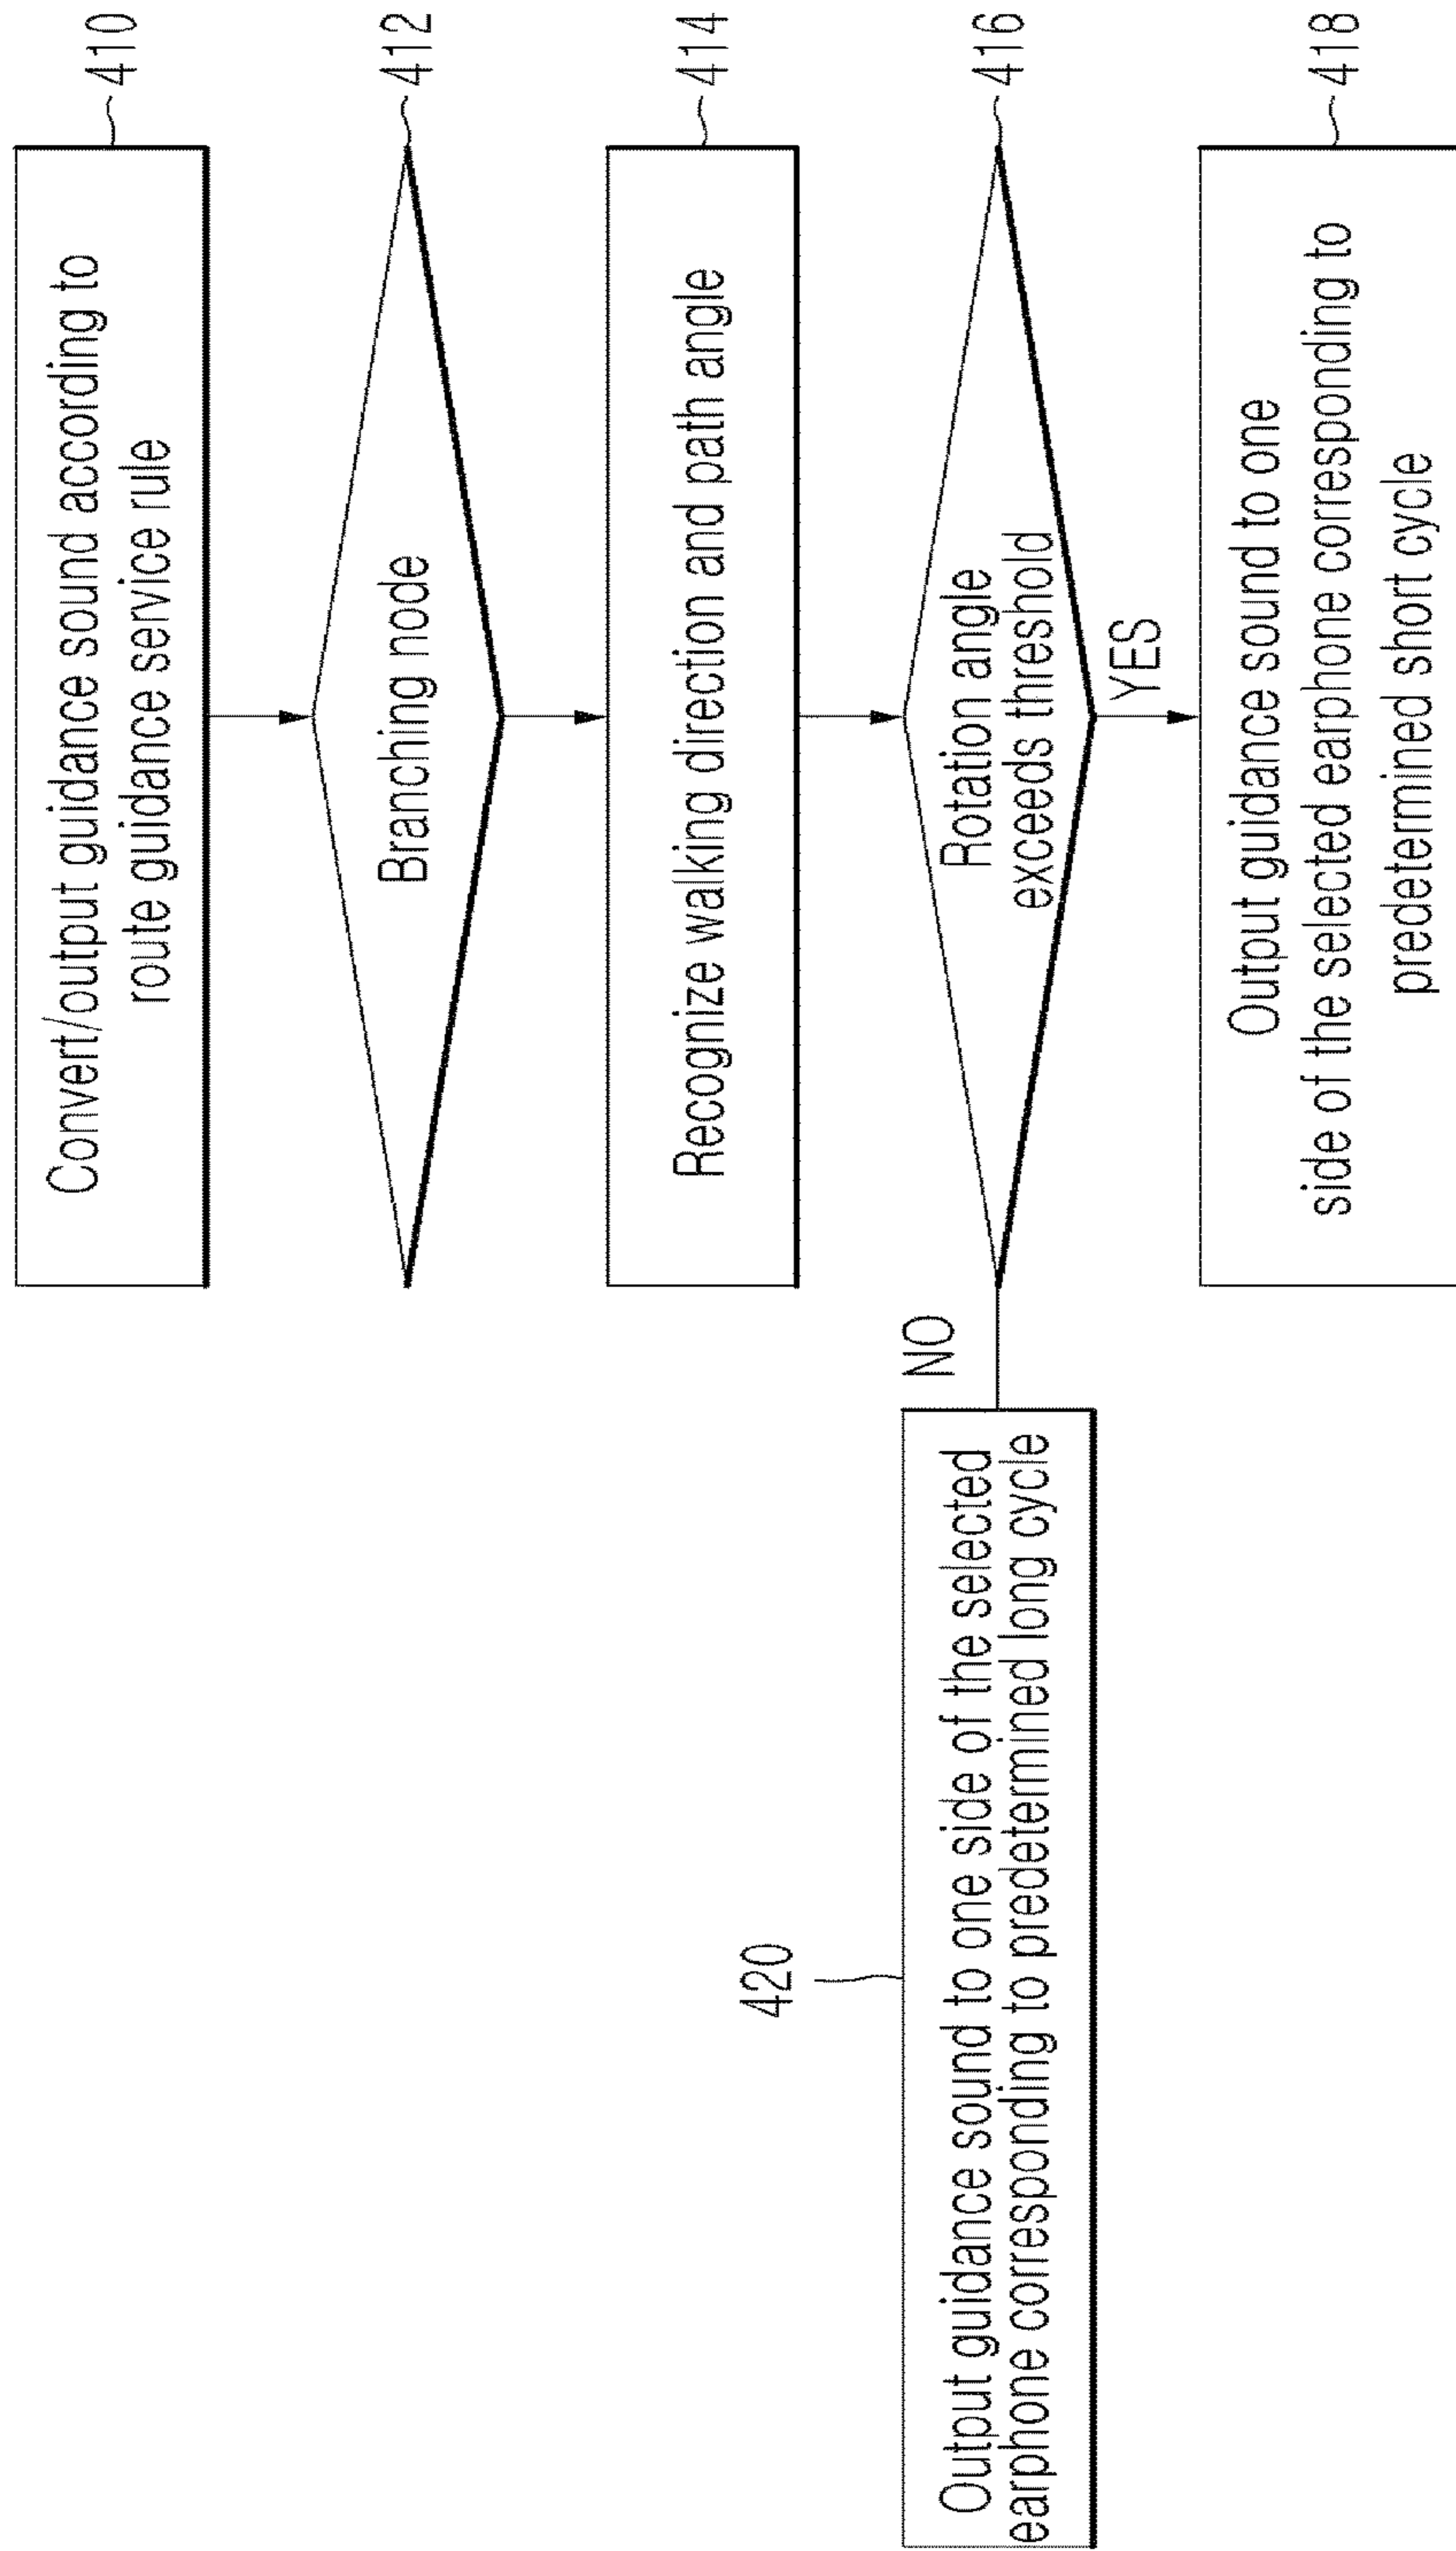 Convert/output guidance sound according to
route guidance service rule
410
Branching node
412
Recognize walking direction and path angle
414
Rotation angle
exceeds threshold
416
NO
YES
420
Output guidance sound to one side of the selected
earphone corresponding to predetermined long cycle
Output guidance sound to one
side of the selected earphone corresponding to
predetermined short cycle
418